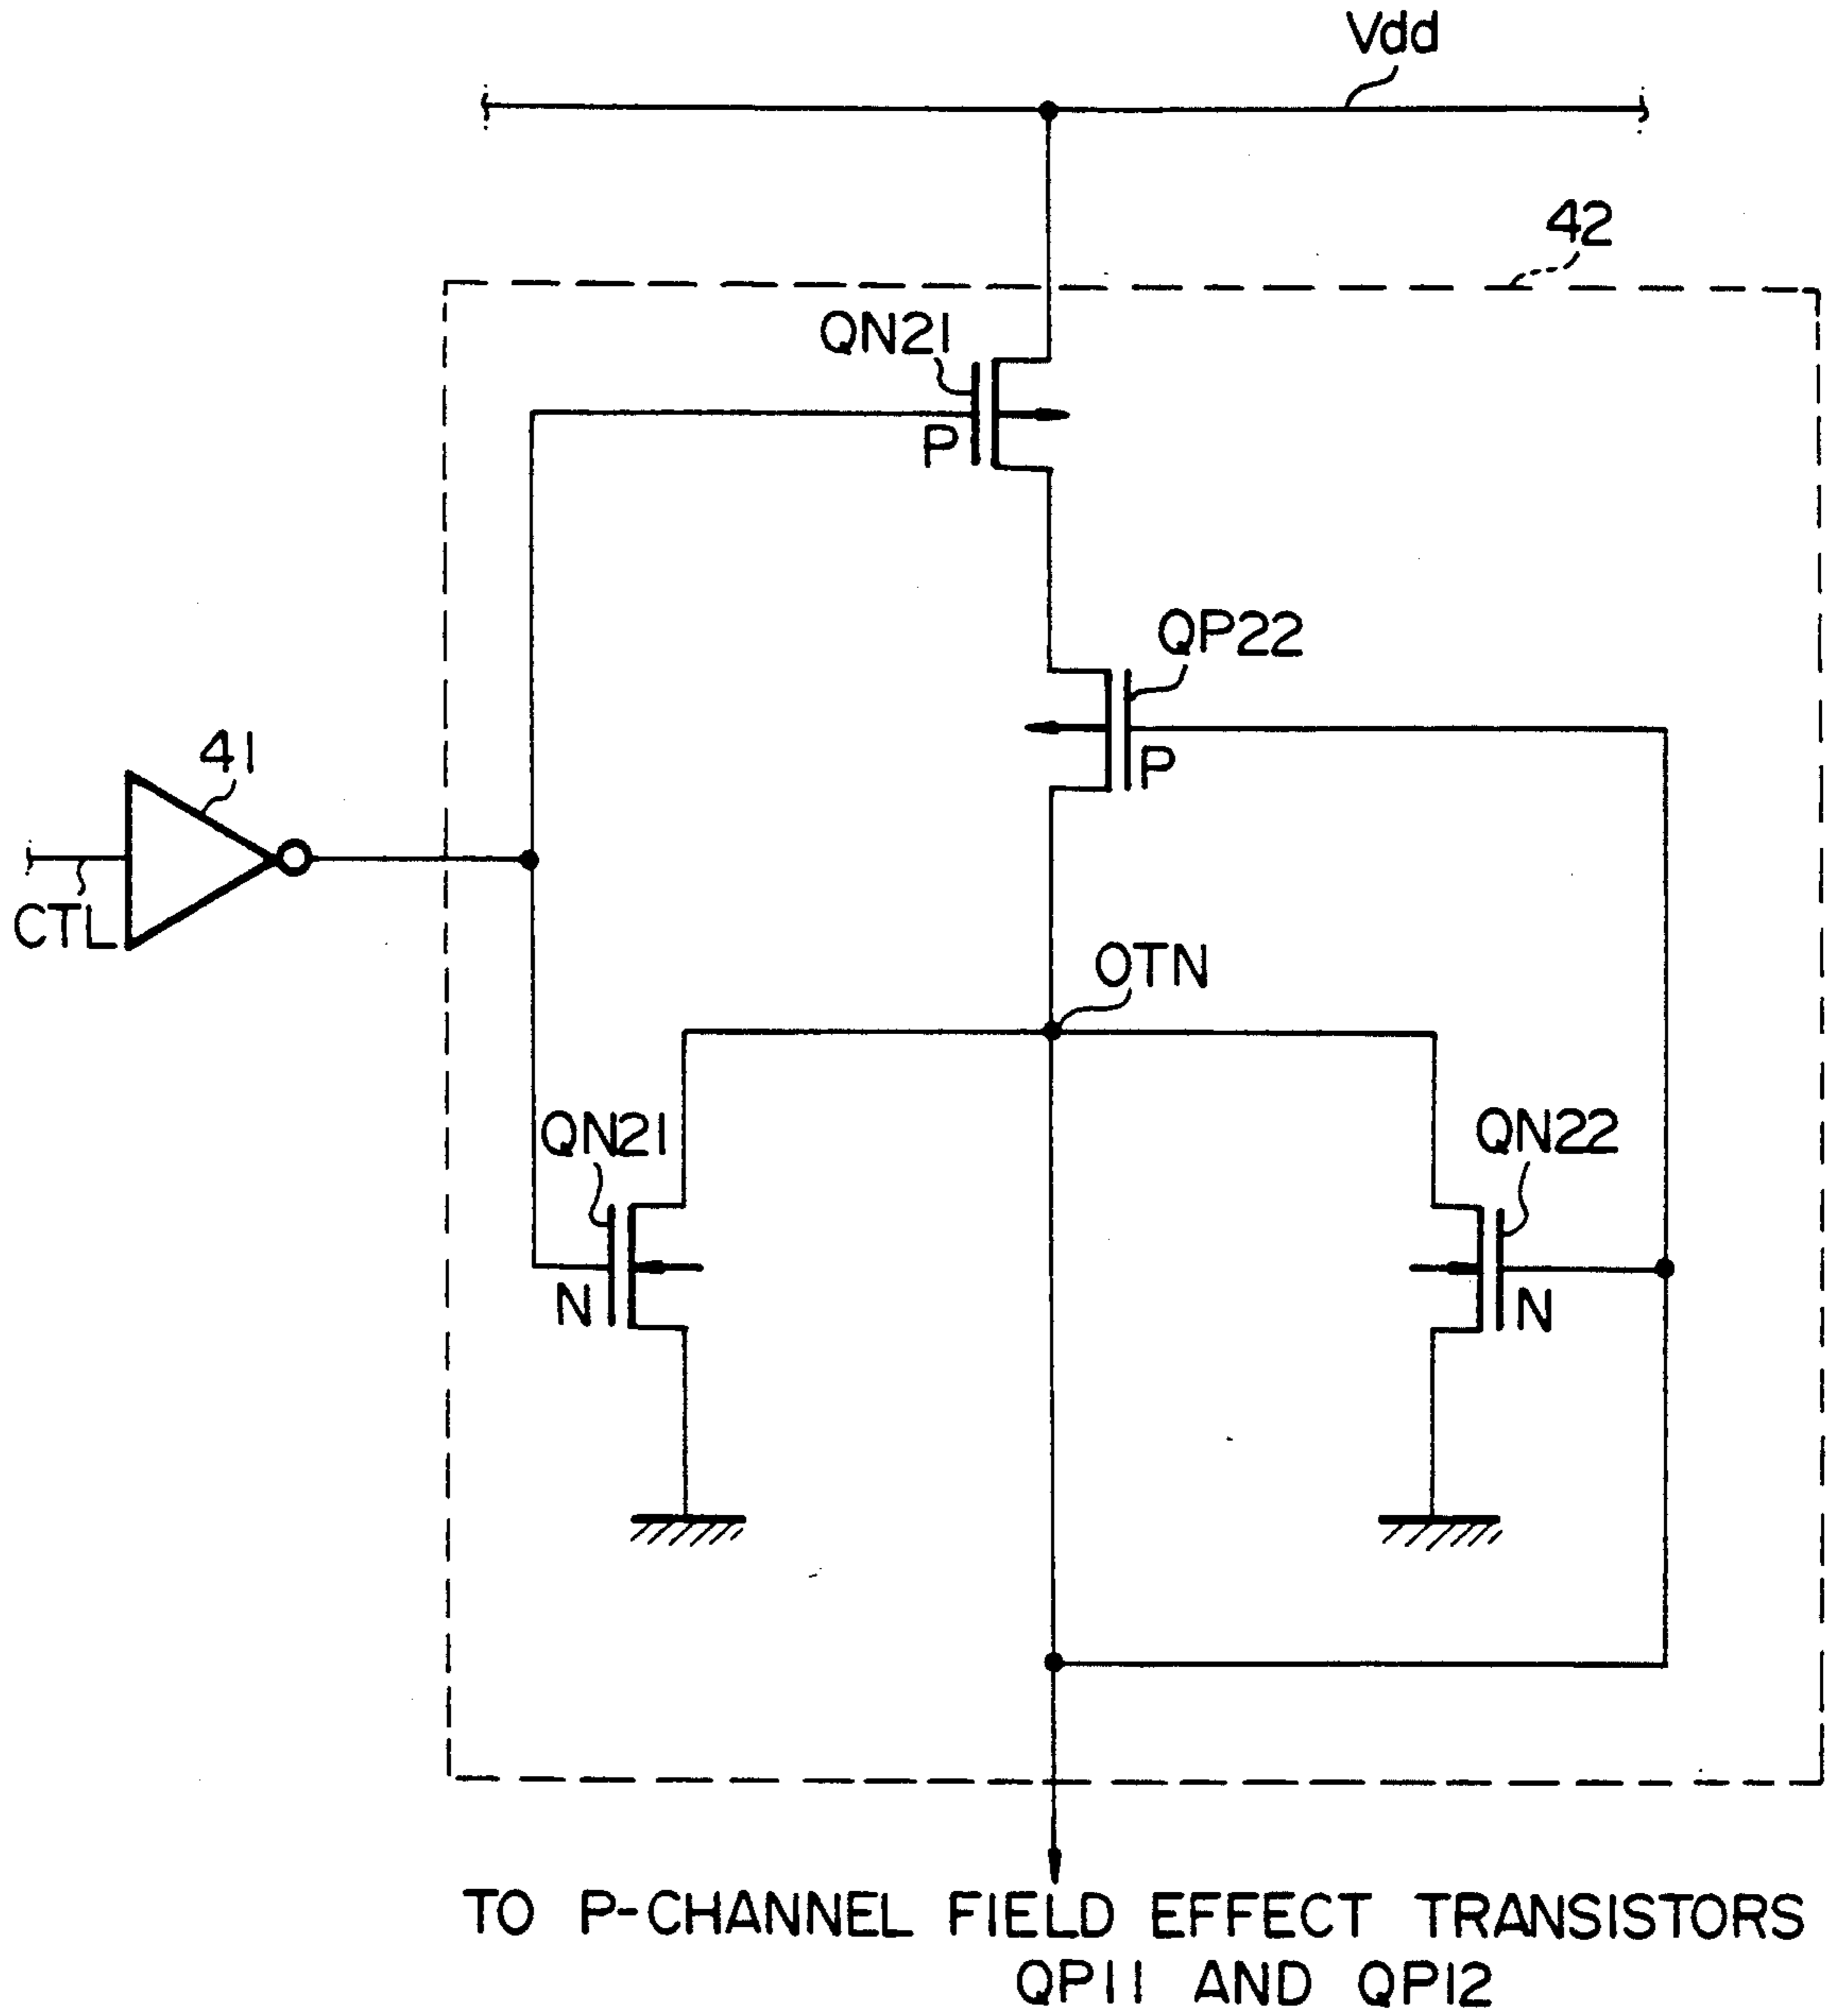 Vdd
42
QN21
P
QP22
P
41
CTL
OTN
QN21
N
QN22
N
TO P-CHANNEL FIELD EFFECT TRANSISTORS
QP11 AND QP12